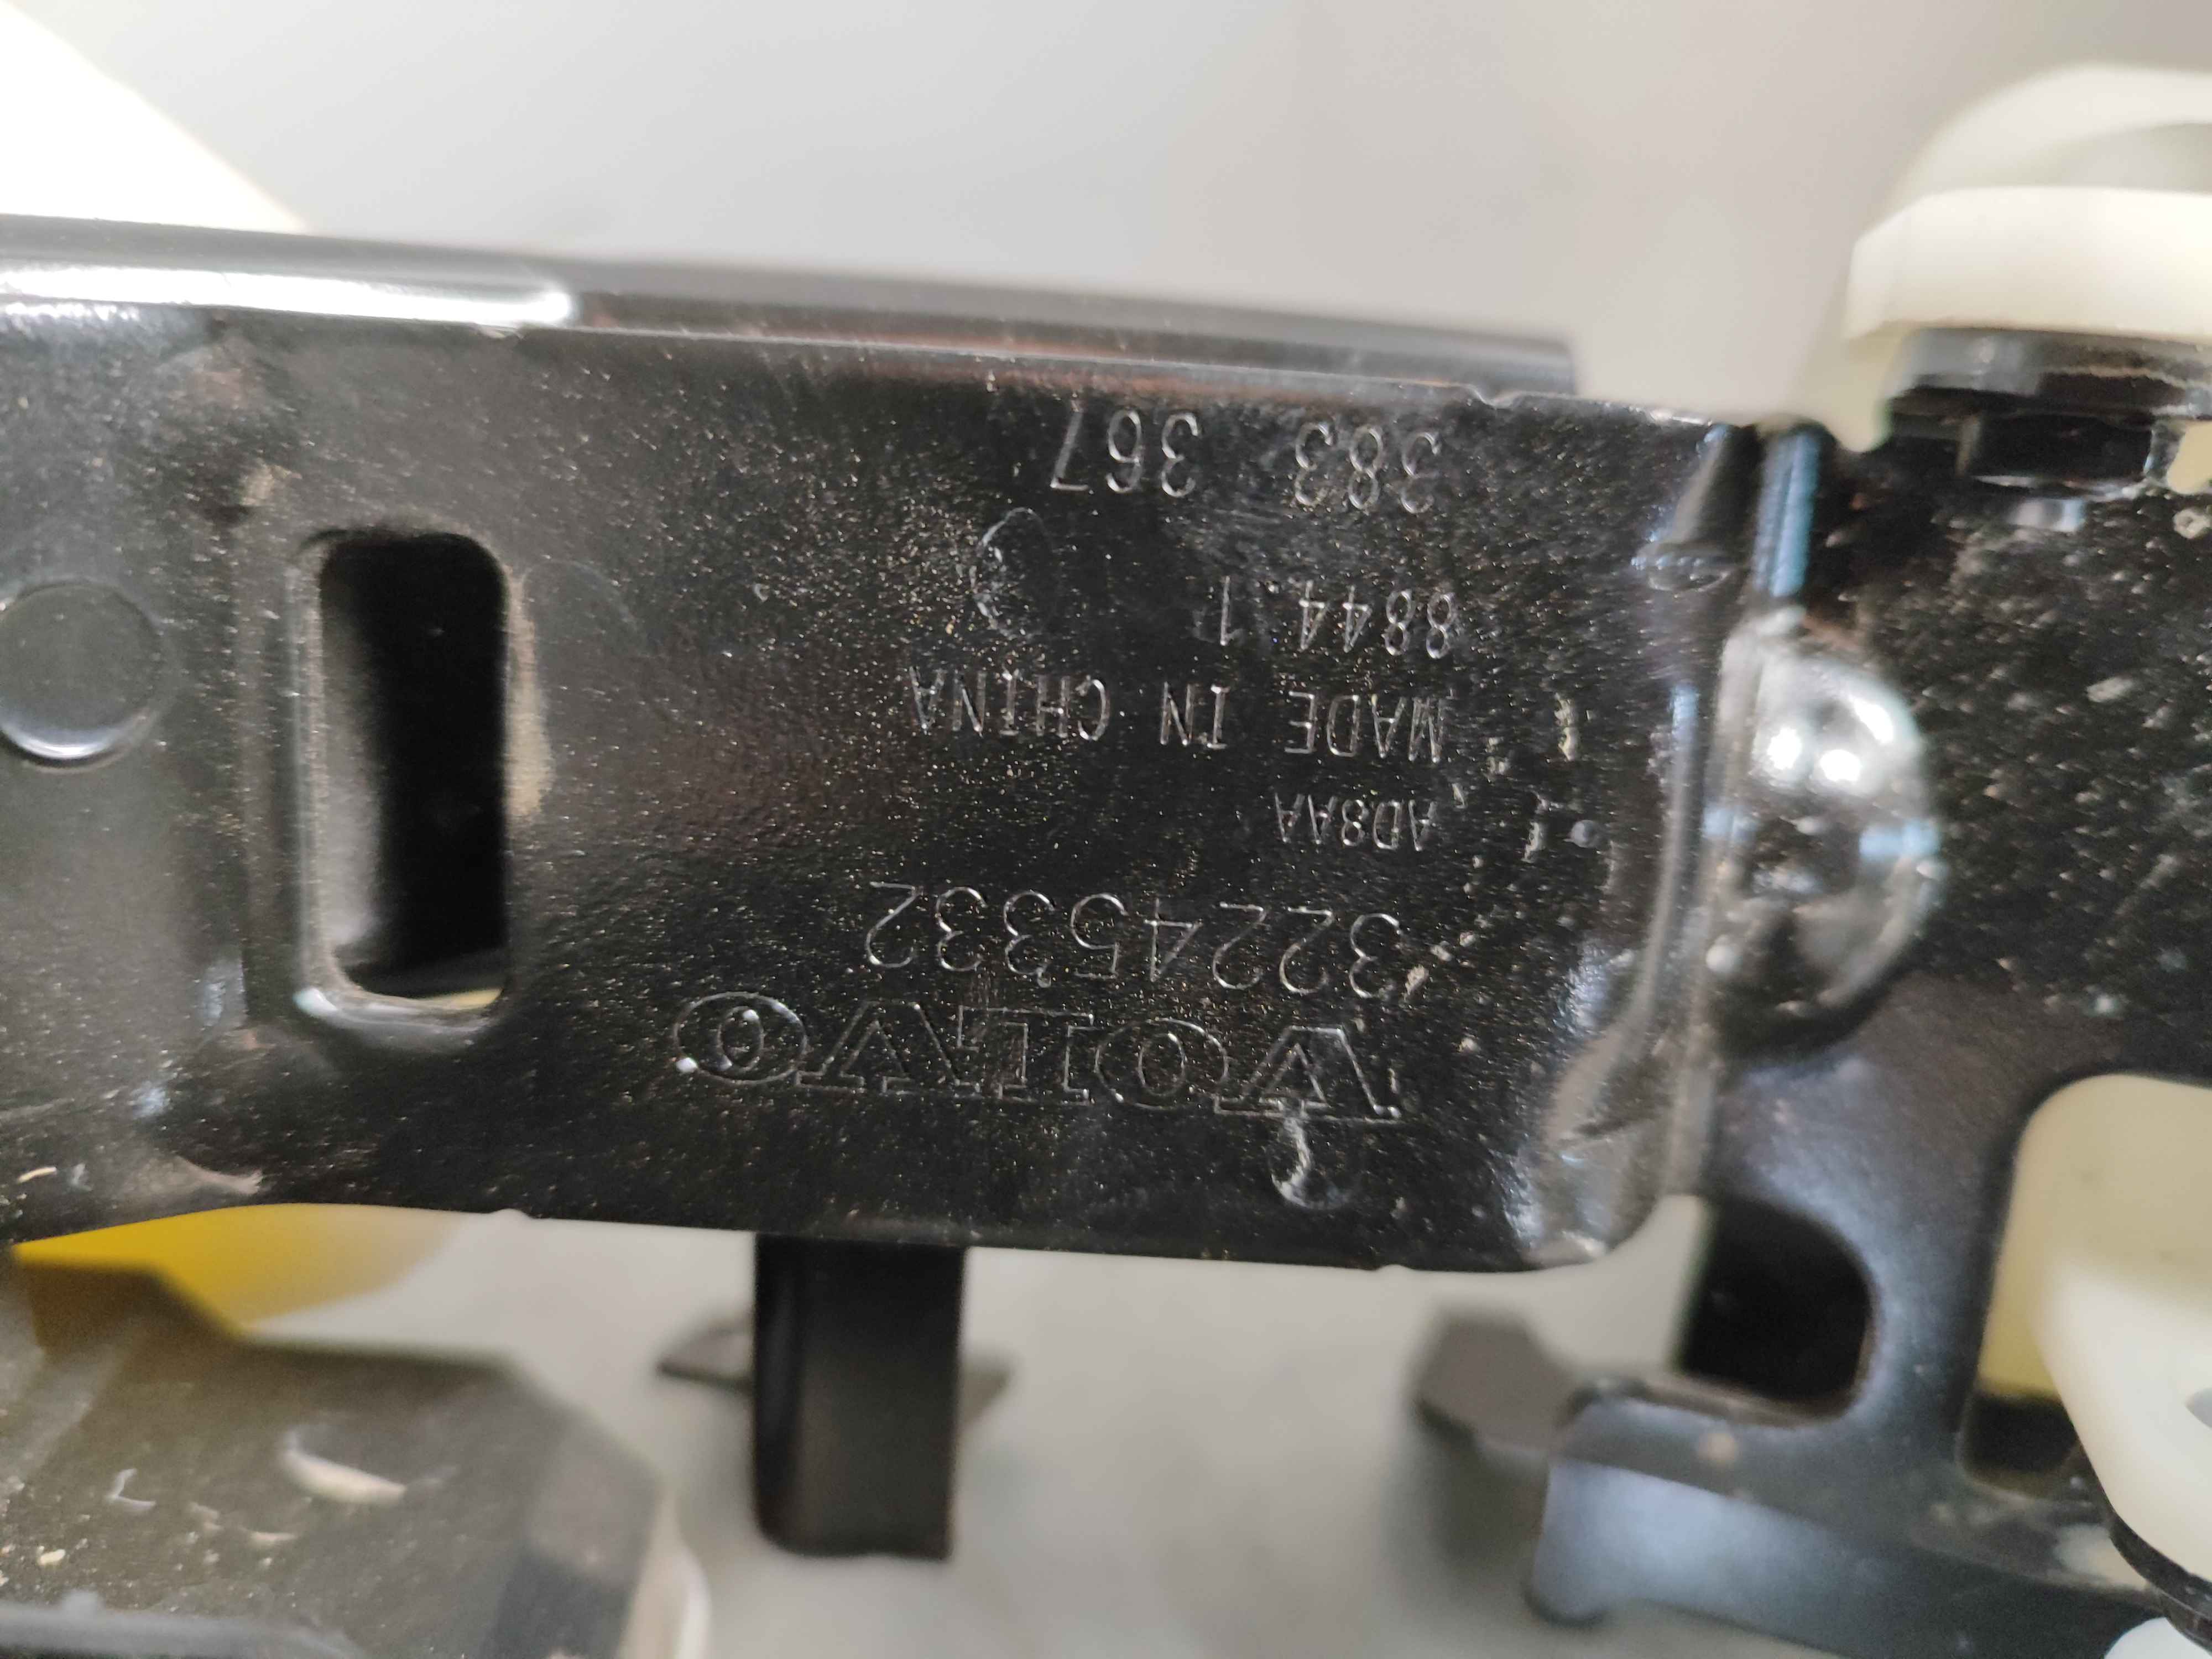 VOLVO
32245332
AD8AA
MADE IN CHINA
8844.1
383 367